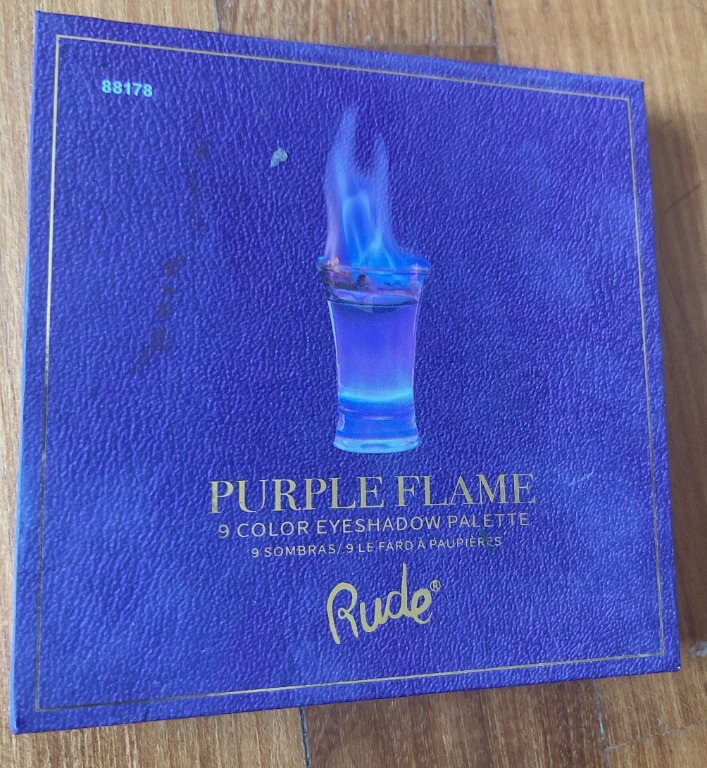 88178
PURPLE FLAME
9 COLOR EYESHADOW PALETTE
9 SOMBRAS/ 9 LE FARD À PAUPIÈRES
Rude®